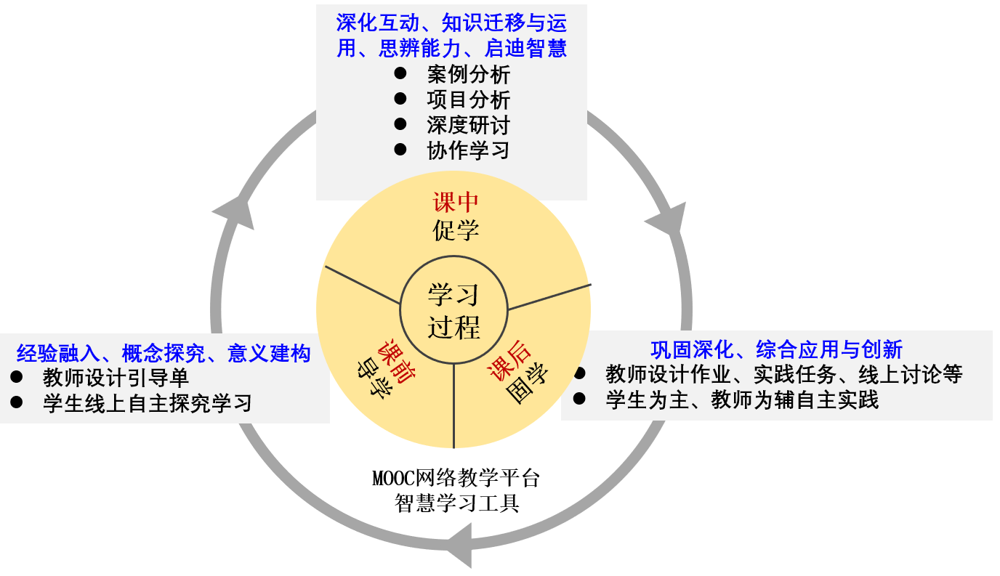 深化互动、知识迁移与运
用、思辨能力、启迪智慧
● 案例分析
● 项目分析
● 深度研讨
● 协作学习
课中
促学
学习
过程
课前
导学
课后
固学
经验融入、概念探究、意义建构
● 教师设计引导单
● 学生线上自主探究学习
巩固深化、综合应用与创新
● 教师设计作业、实践任务、线上讨论等
● 学生为主、教师为辅自主实践
MOOC网络教学平台
智慧学习工具